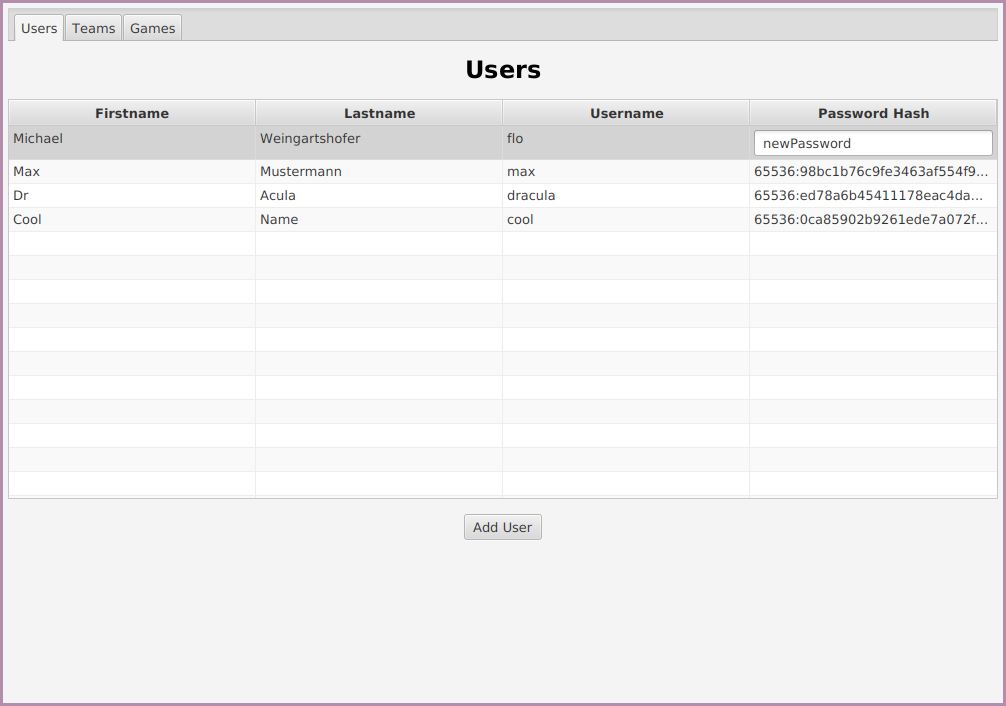 Users Teams Games
Users
Firstname Lastname Username Password Hash
Michael Weingartshofer flo newPassword
Max Mustermann max 65536:98bc1b76c9fe3463af554f9...
Dr Acula dracula 65536:ed78a6b45411178eac4da...
Cool Name cool 65536:0ca85902b9261ede7a072f...
Add User